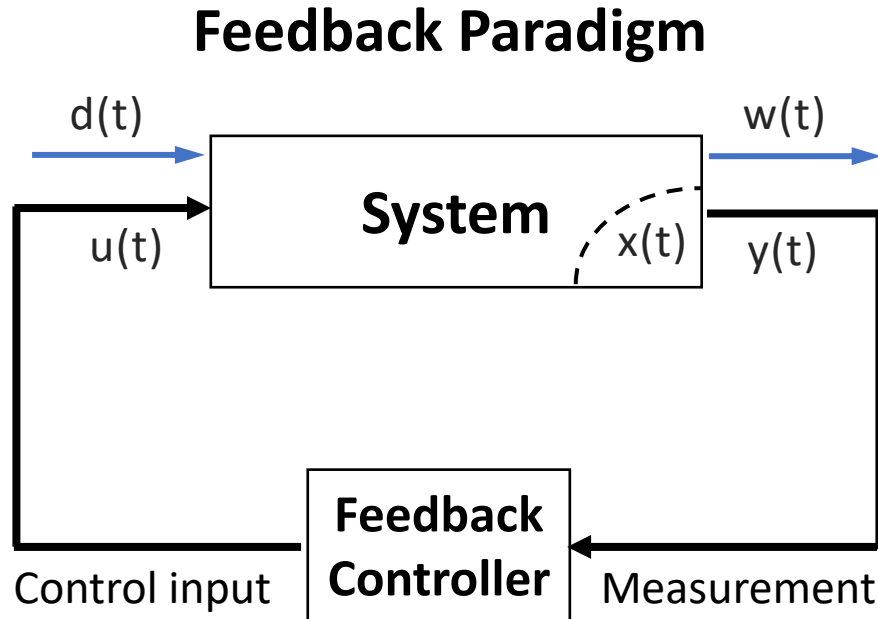 Feedback Paradigm
d(t)
w(t)
System
u(t)
x(t)
y(t)
Feedback
Controller
Control input
Measurement